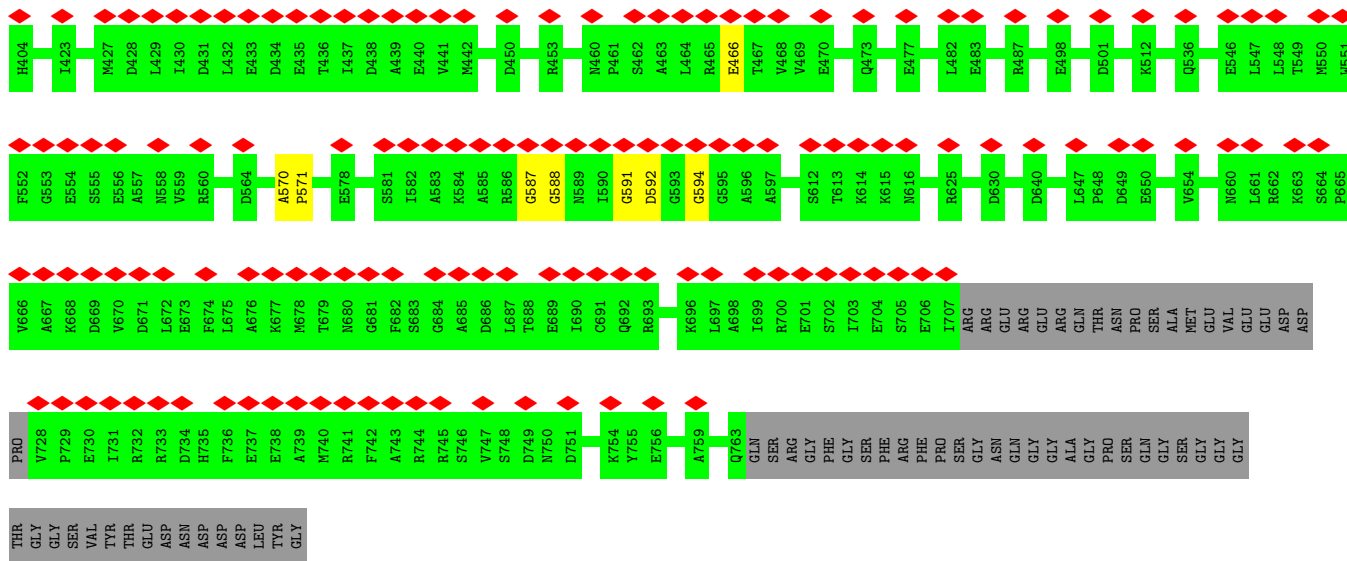 H404 I423 M427 D428 L429 I430 D431 L432 E433 D434 E435 T436 I437 D438 A439 E440 V441 M442 D450 R453 N460 P461 S462 A463 L464 R465 E466 T467 V468 V469 E470 Q473 E477 L482 E483 R487 E498 D501 K512 Q536 E546 L547 L548 T549 M550 W551
F552 G553 E554 S555 E556 A557 N558 V559 R560 D564 A570 P571 E578 S581 I582 A583 K584 A585 R586 G587 G588 N589 I590 G591 D592 G593 G594 G595 A596 A597 S612 T613 K614 K615 N616 R625 D630 D640 L647 P648 D649 E650 V654 N660 L661 R662 K663 S664 P665
V666 A667 K668 D669 V670 D671 L672 E673 F674 L675 A676 K677 M678 T679 N680 G681 F682 S683 G684 A685 D686 L687 T688 E689 I690 C691 Q692 R693 K696 L697 A698 I699 R700 E701 S702 I703 E704 S705 E706 I707 ARG ARG GLU ARG GLU ARG GLN THR ASN PRO SER ALA MET GLU VAL GLU GLU ASP ASP
PRO V728 P729 E730 I731 R732 R733 D734 H735 F736 E737 E738 A739 M740 R741 F742 A743 R744 R745 S746 V747 S748 D749 N750 D751 K754 Y755 E756 A759 Q763 GLN SER ARG GLY PHE GLY SER PHE ARG PHE PRO SER GLY ASN GLN GLY GLY ALA GLY PRO SER GLN GLY SER GLY GLY GLY
THR GLY GLY SER VAL TYR THR GLU ASP ASN ASP ASP ASP LEU TYR GLY